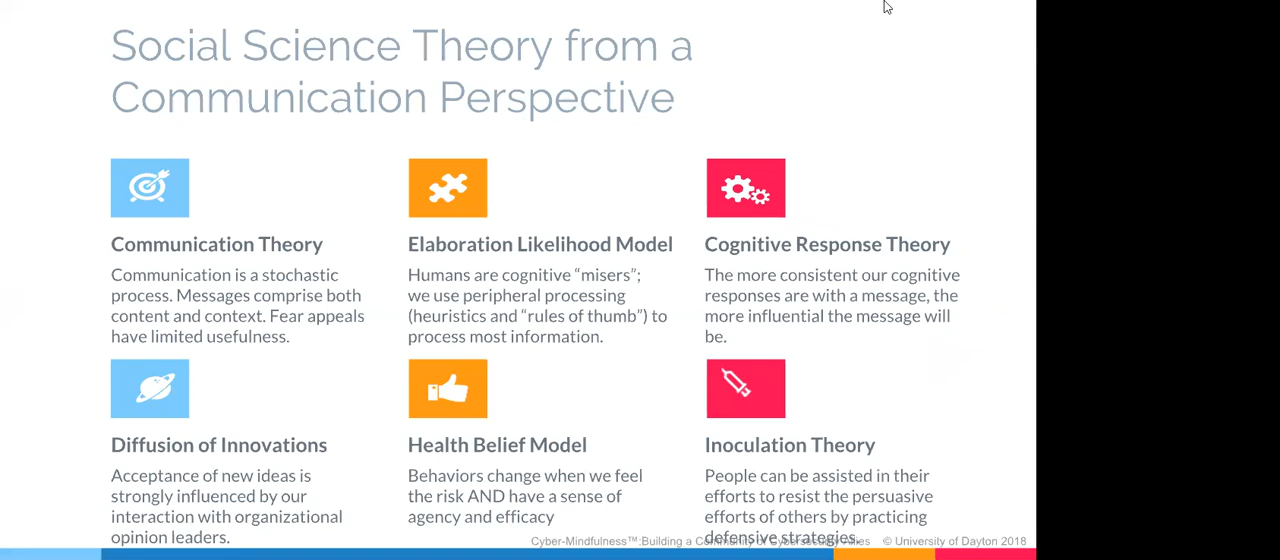 Social Science Theory from a
Communication Perspective
Communication Theory
Communication is a stochastic
process. Messages comprise both
content and context. Fear appeals
have limited usefulness.
Elaboration Likelihood Model
Humans are cognitive “misers”;
we use peripheral processing
(heuristics and “rules of thumb”) to
process most information.
Cognitive Response Theory
The more consistent our cognitive
responses are with a message, the
more influential the message will
be.
Diffusion of Innovations
Acceptance of new ideas is
strongly influenced by our
interaction with organizational
opinion leaders.
Health Belief Model
Behaviors change when we feel
the risk AND have a sense of
agency and efficacy
Inoculation Theory
People can be assisted in their
efforts to resist the persuasive
efforts of others by practicing
defensive strategies.
Cyber-Mindfulness™:Building a Community of Cybersecurity Allies © University of Dayton 2018